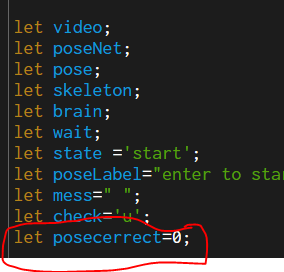 let video;
let poseNet;
let pose;
let skeleton;
let brain;
let wait;
let state ='start';
let poseLabel="enter to star
let mess=" ";
let check='u';
let posecerrect=0;